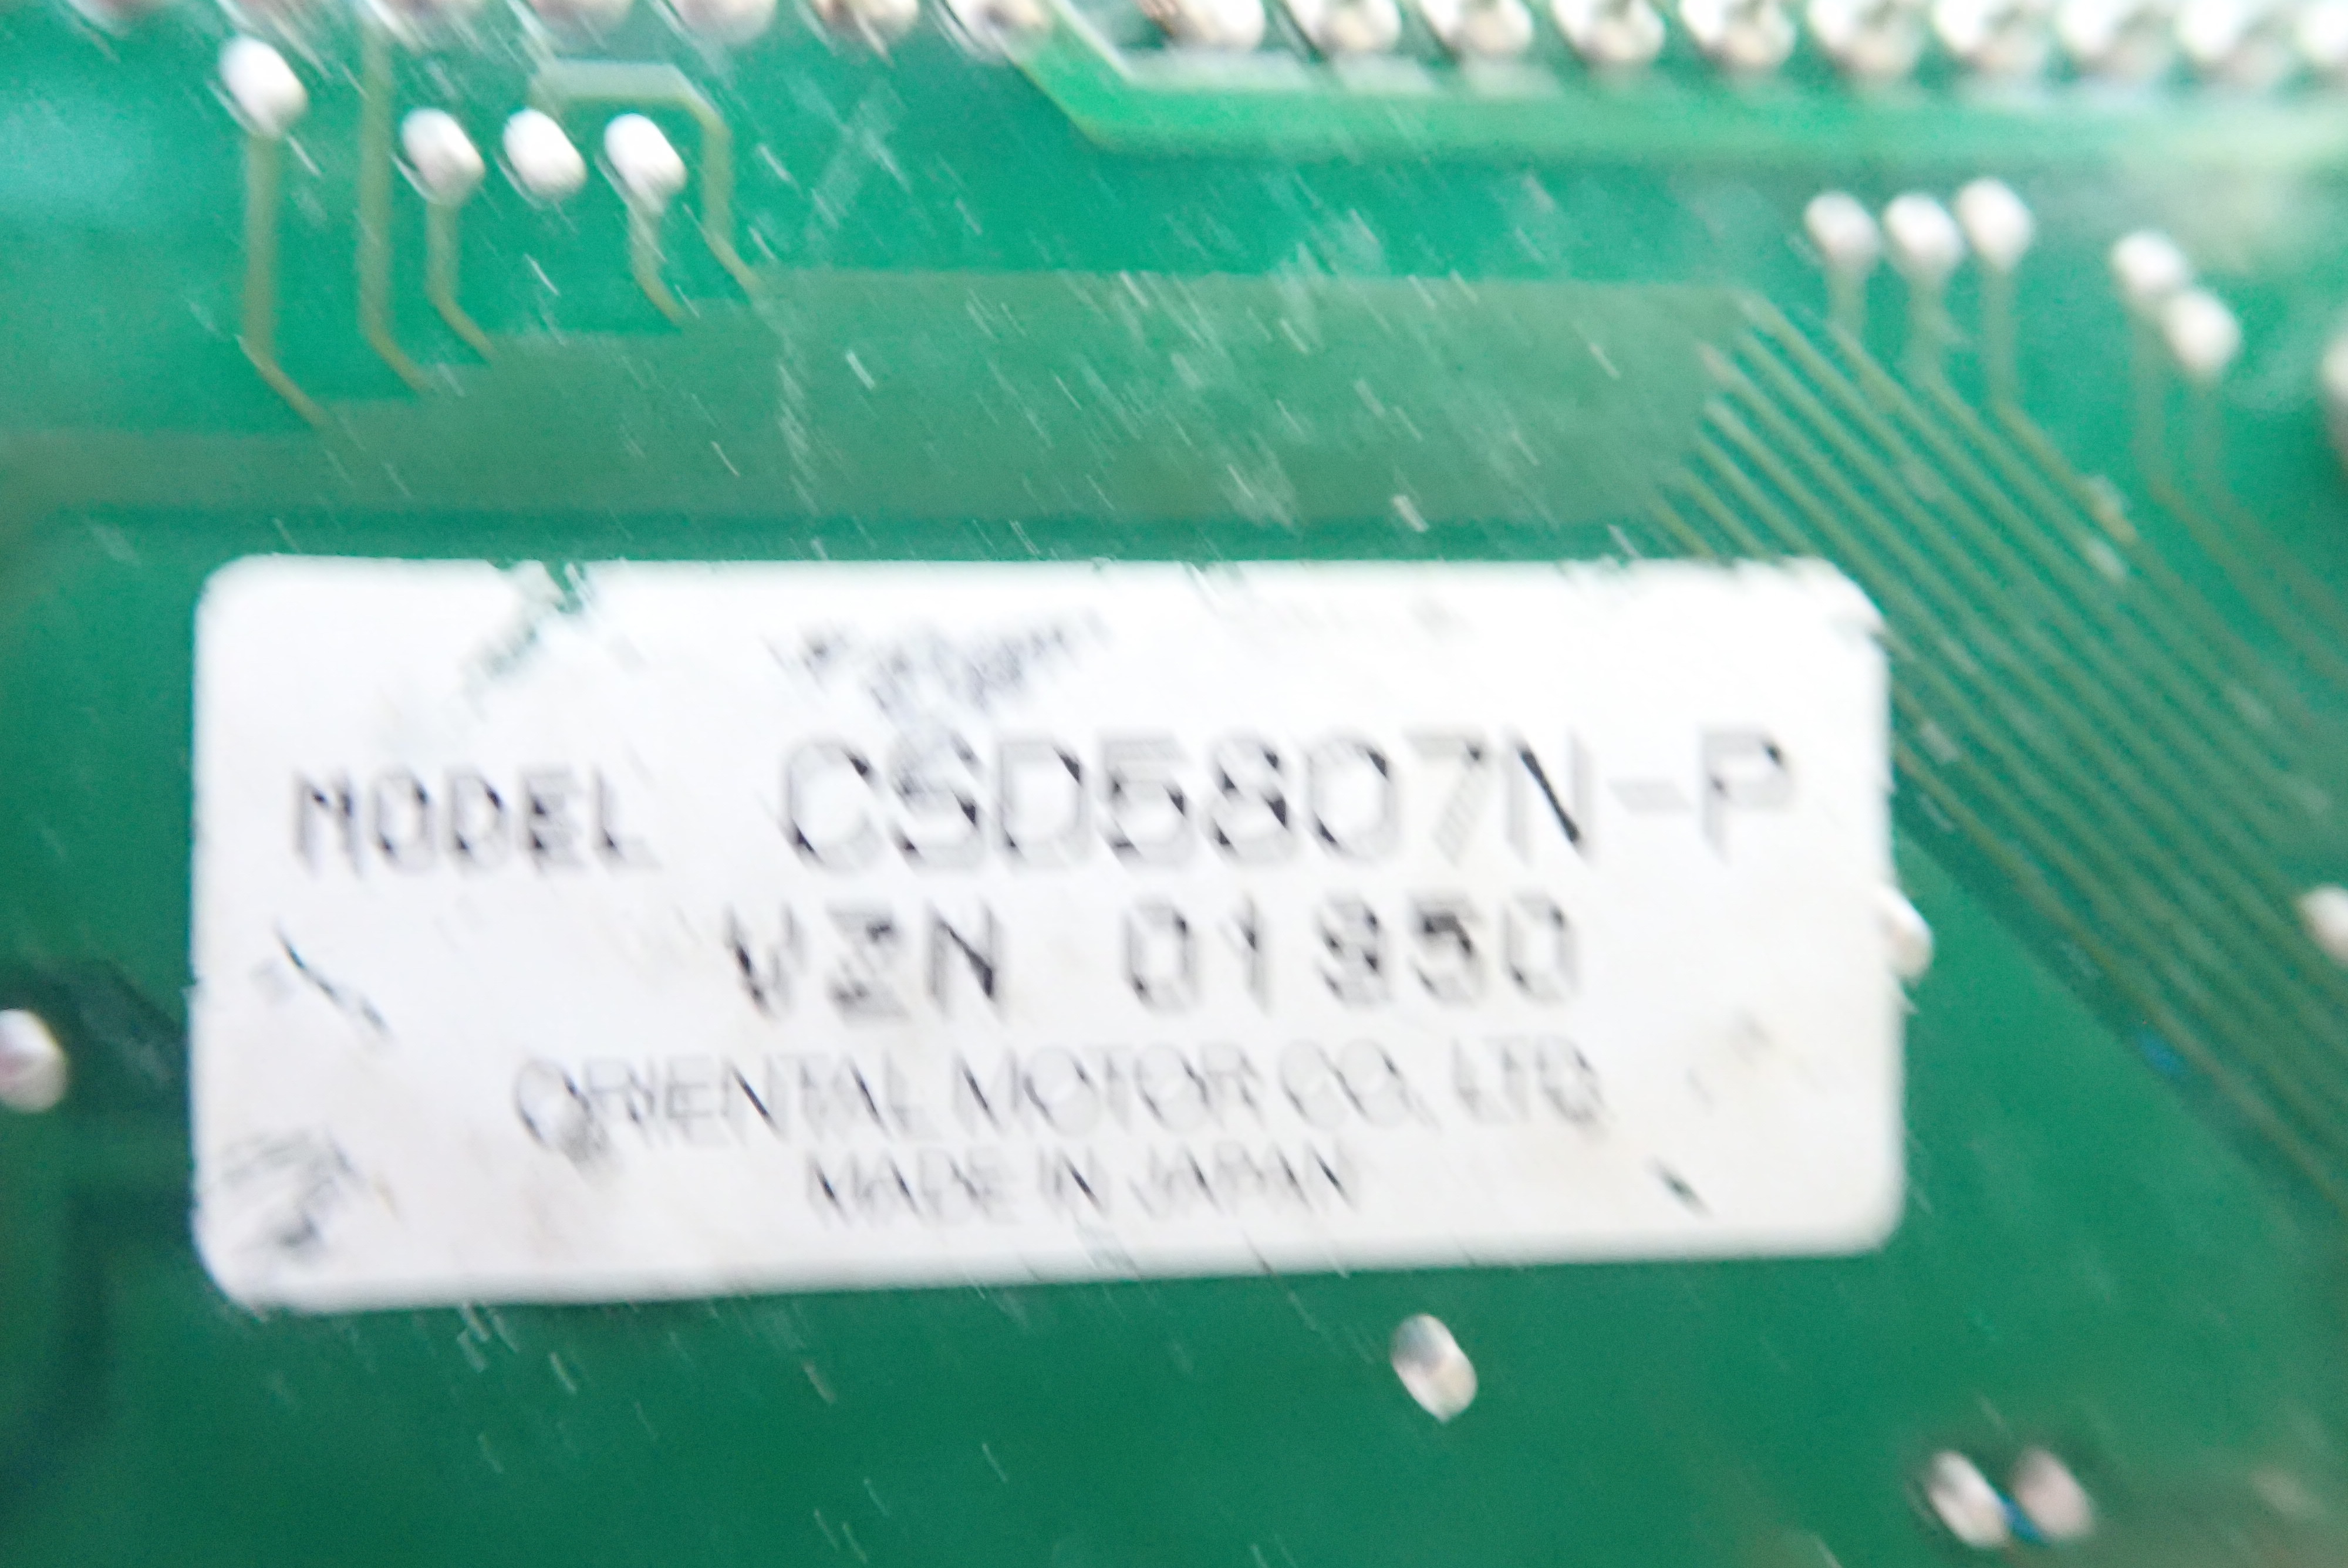 MODEL CSD5807N-P
VZN 01950
ORIENTAL MOTOR CO., LTD
MADE IN JAPAN